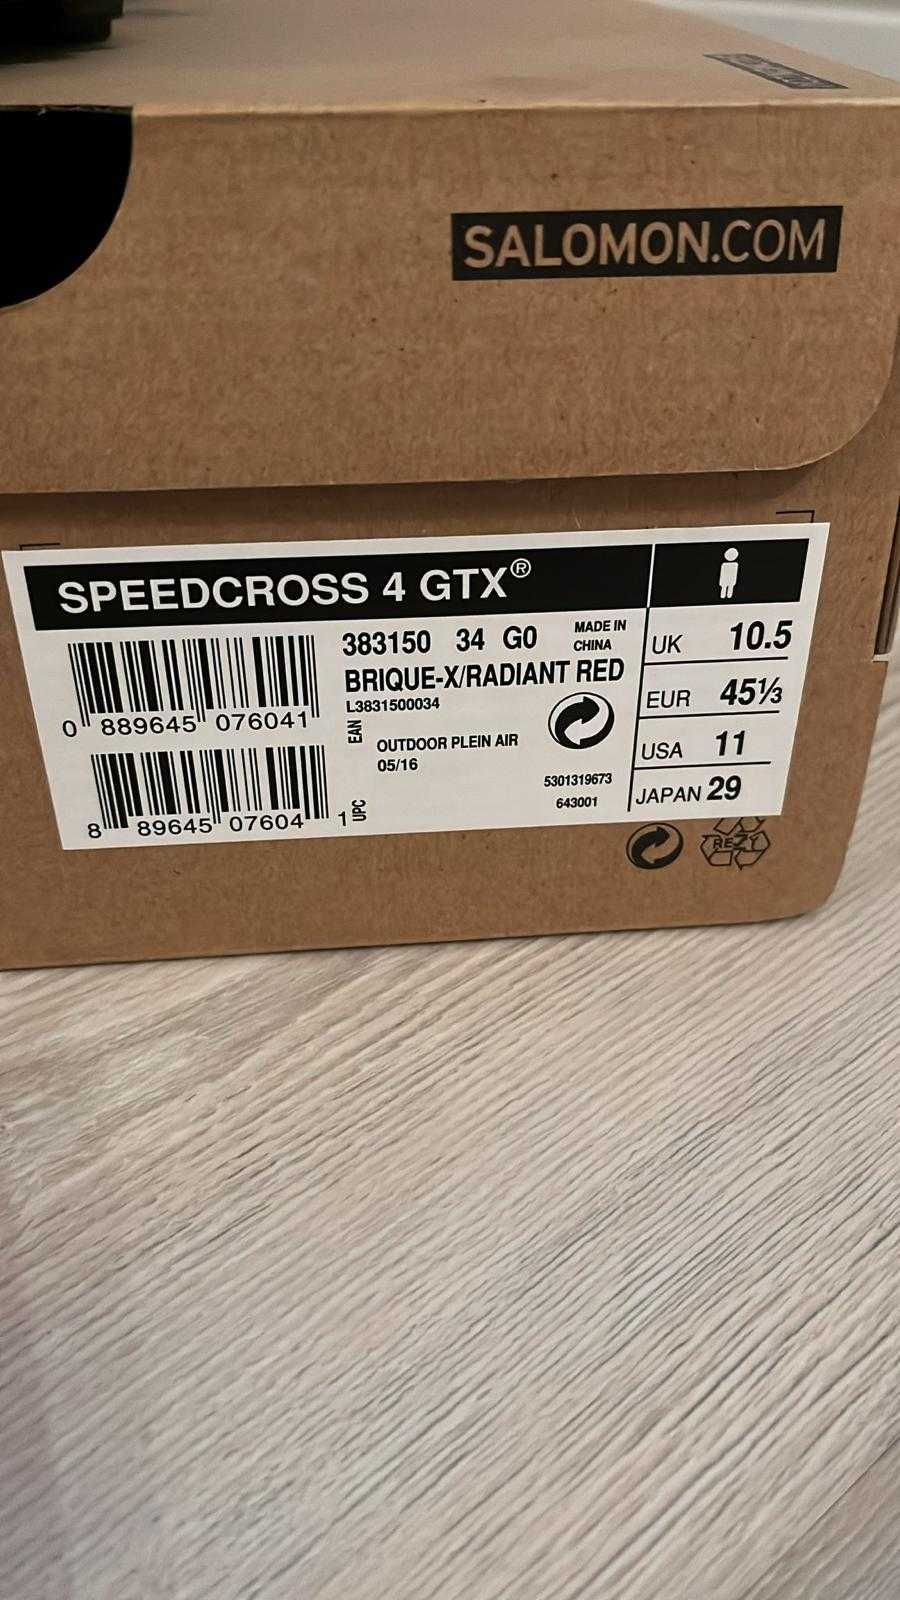 SALOMON.COM
SPEEDCROSS 4 GTX®
383150 34 G0 MADE IN CHINA
BRIQUE-X/RADIANT RED
L3831500034
0 889645 076041
EAN
OUTDOOR PLEIN AIR
05/16
5301319673
643001
8 89645 07604 1
UPC
UK 10.5
EUR 45⅓
USA 11
JAPAN 29
REZY